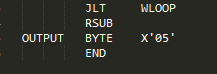 JLT WLOOP
RSUB
OUTPUT BYTE X'05'
END